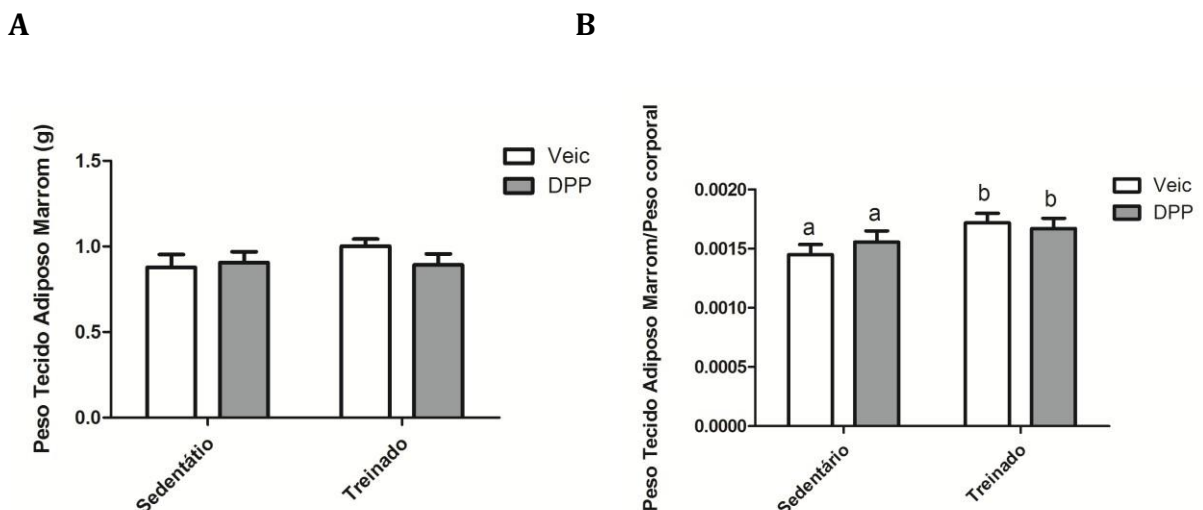 A
B
Peso Tecido Adiposo Marrom (g)
1.5
1.0
0.5
0.0
Veic
DPP
Sedentátio
Treinado
Peso Tecido Adiposo Marrom/Peso corporal
0.0020
0.0015
0.0010
0.0005
0.0000
a
a
b
b
Veic
DPP
Sedentário
Treinado